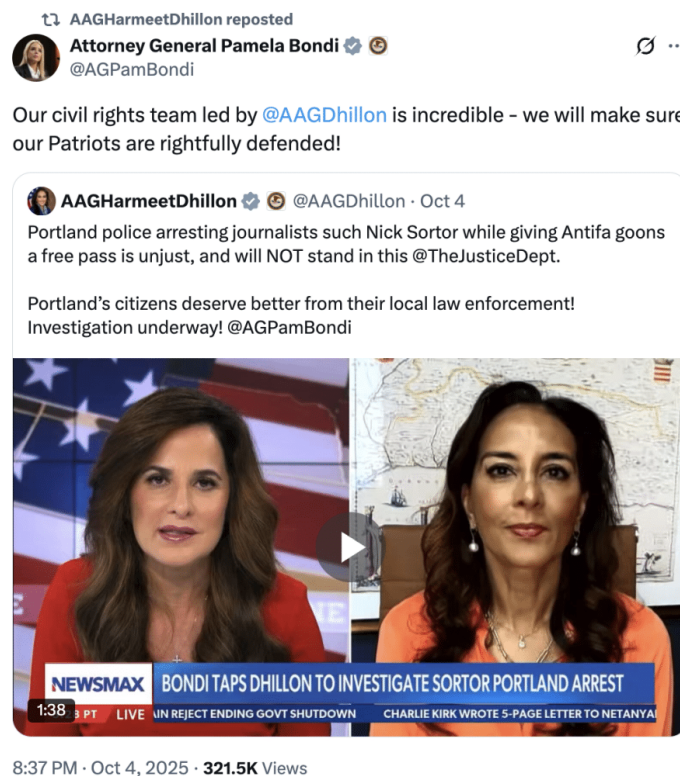 AAGHarmeetDhillon reposted
Attorney General Pamela Bondi
@AGPamBondi
Our civil rights team led by @AAGDhillon is incredible - we will make sure
our Patriots are rightfully defended!
AAGHarmeetDhillon @AAGDhillon · Oct 4
Portland police arresting journalists such Nick Sortor while giving Antifa goons
a free pass is unjust, and will NOT stand in this @TheJusticeDept.
Portland's citizens deserve better from their local law enforcement!
Investigation underway! @AGPamBondi
NEWSMAX BONDI TAPS DHILLON TO INVESTIGATE SORTOR PORTLAND ARREST
1:38 PT LIVE IN REJECT ENDING GOVT SHUTDOWN CHARLIE KIRK WROTE 5-PAGE LETTER TO NETANYA
8:37 PM · Oct 4, 2025 · 321.5K Views